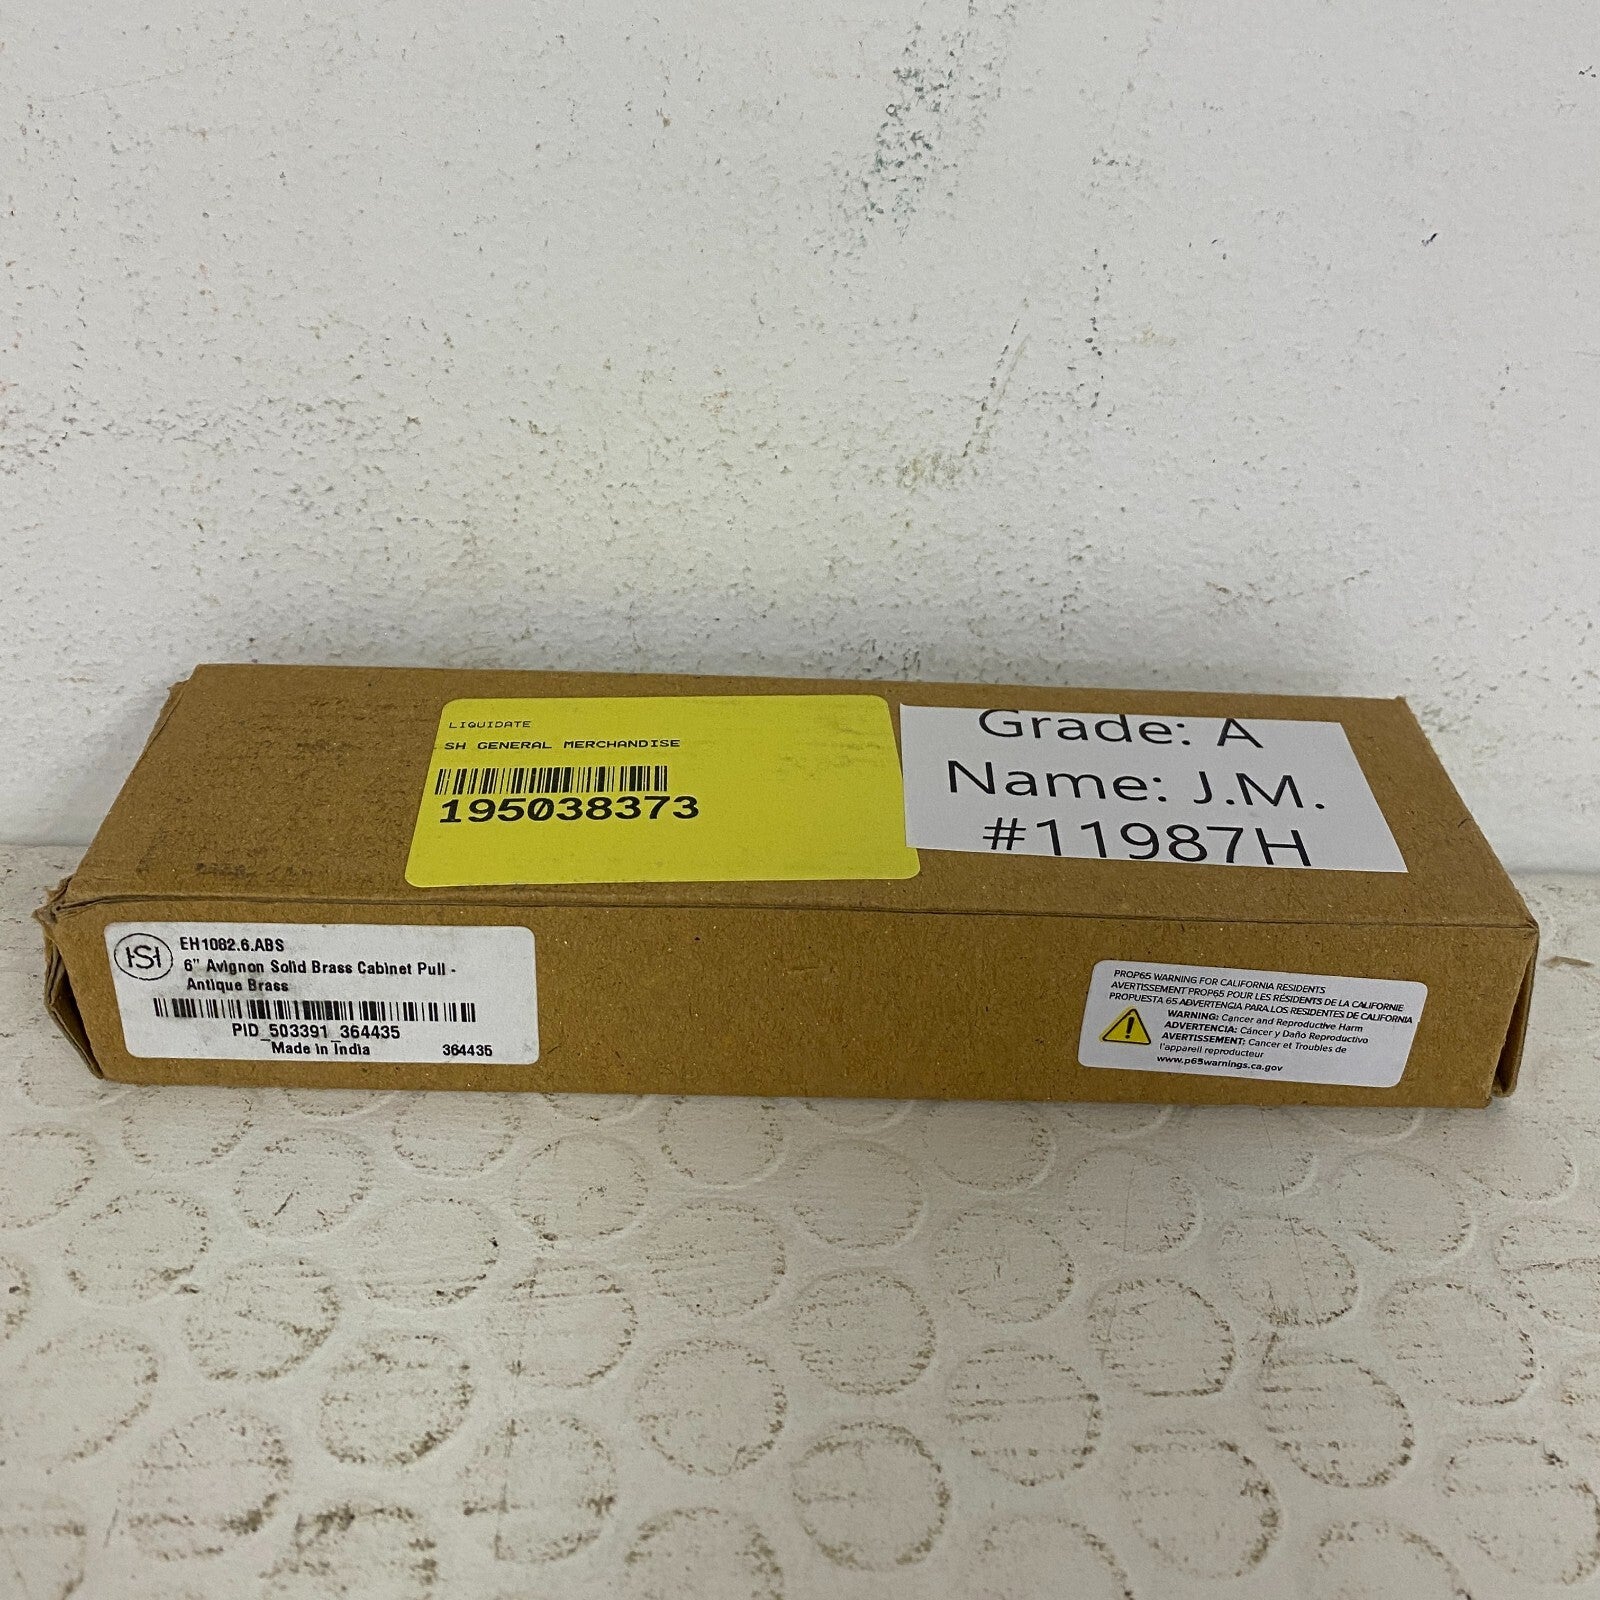 LIQUIDATE
SH GENERAL MERCHANDISE
195038373
Grade: A
Name: J.M.
#11987H
HSH
EH1082.6.ABS
6" Avignon Solid Brass Cabinet Pull -
Antique Brass
PID_503391_364435
Made in India 364435
PROP65 WARNING FOR CALIFORNIA RESIDENTS
AVERTISSEMENT PROP65 POUR LES RÉSIDENTS DE LA CALIFORNIE
PROPUESTA 65 ADVERTENCIA PARA LOS RESIDENTES DE CALIFORNIA
WARNING: Cancer and Reproductive Harm
ADVERTENCIA: Cáncer y Daño Reproductivo
AVERTISSEMENT: Cancer et Troubles de
l'appareil reproducteur
www.p65warnings.ca.gov